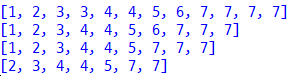 [1, 2, 3, 3, 4, 4, 5, 6, 7, 7, 7, 7]
[1, 2, 3, 4, 4, 5, 6, 7, 7, 7]
[1, 2, 3, 4, 4, 5, 7, 7, 7]
[2, 3, 4, 4, 5, 7, 7]